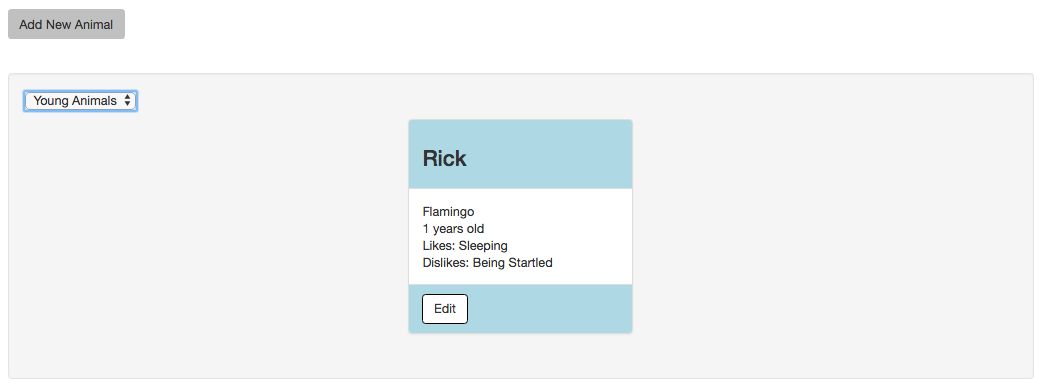 Add New Animal
Young Animals
Rick
Flamingo
1 years old
Likes: Sleeping
Dislikes: Being Startled
Edit